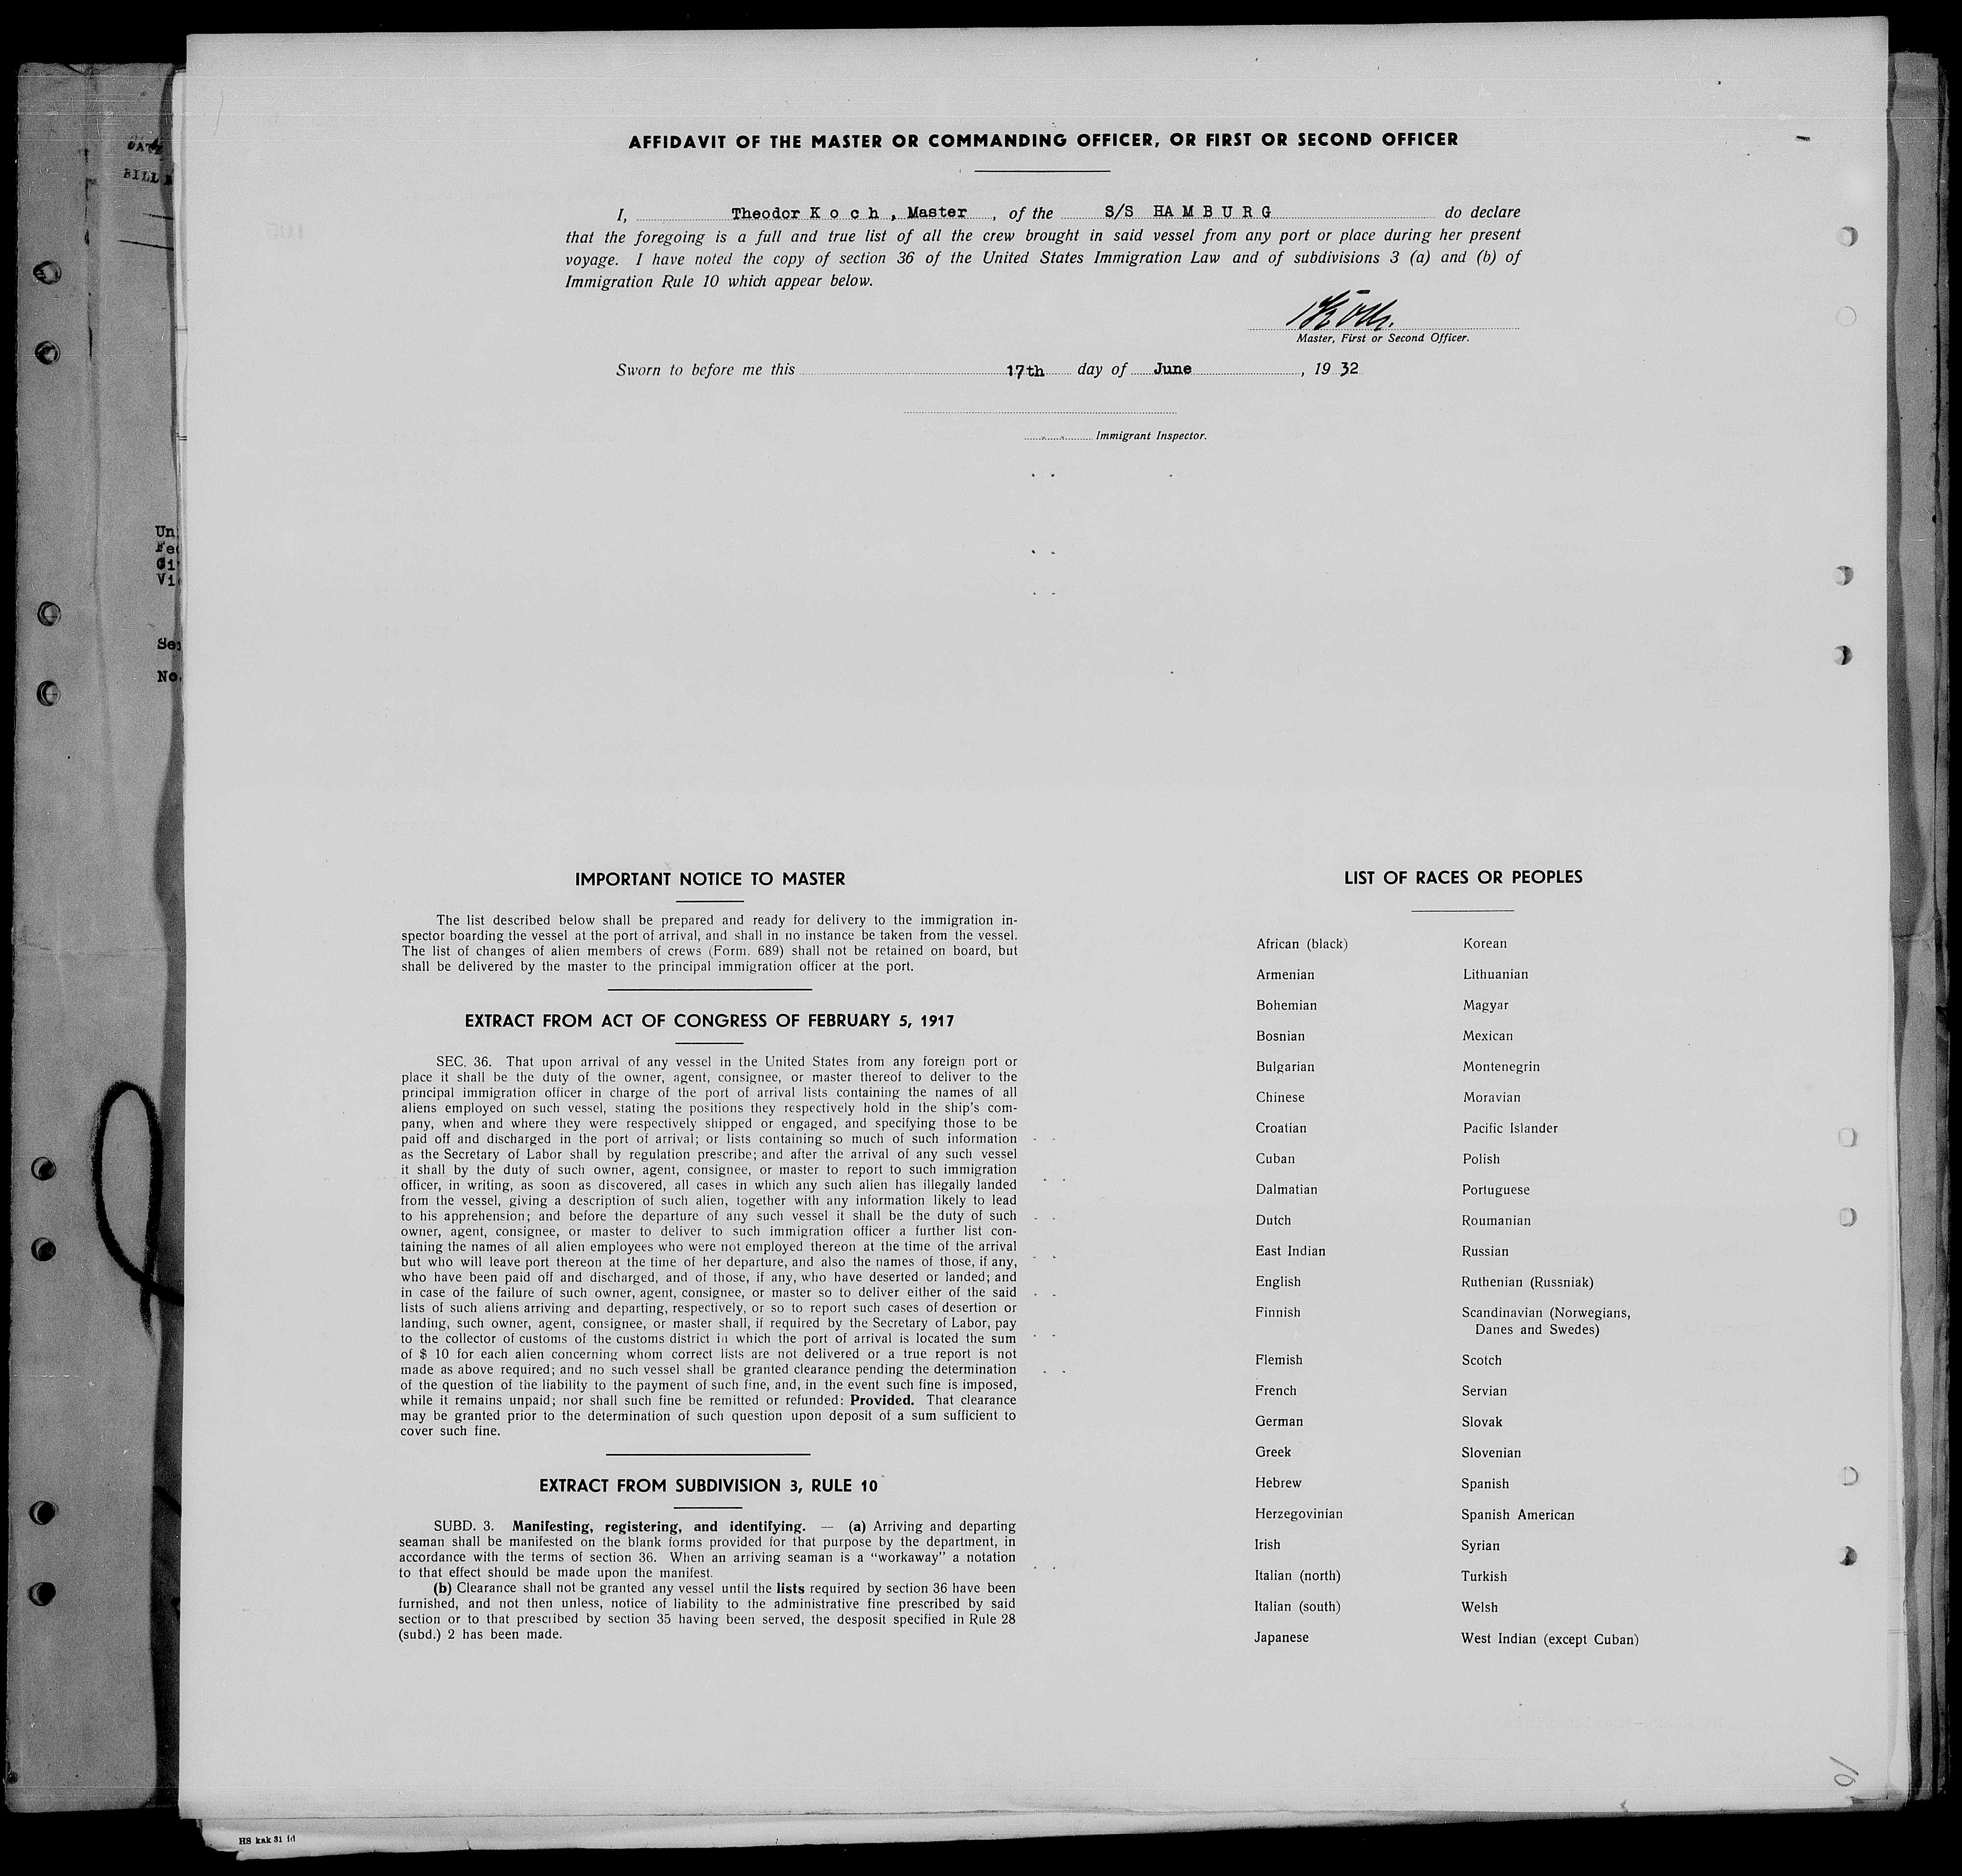 AFFIDAVIT OF THE MASTER OR COMMANDING OFFICER, OR FIRST OR SECOND OFFICER
I, Theodor K o c h , Master , of the S/S HA M B U R G do declare
that the foregoing is a full and true list of all the crew brought in said vessel from any port or place during her present
voyage. I have noted the copy of section 36 of the United States Immigration Law and of subdivisions 3 (a) and (b) of
Immigration Rule 10 which appear below.
Master, First or Second Officer.
Sworn to before me this 17th day of June , 19 32
Immigrant Inspector.
BILL
Un
Fe
Vi
Se
No.
IMPORTANT NOTICE TO MASTER
The list described below shall be prepared and ready for delivery to the immigration in-
spector boarding the vessel at the port of arrival, and shall in no instance be taken from the vessel.
The list of changes of alien members of crews (Form. 689) shall not be retained on board, but
shall be delivered by the master to the principal immigration officer at the port.
EXTRACT FROM ACT OF CONGRESS OF FEBRUARY 5, 1917
SEC. 36. That upon arrival of any vessel in the United States from any foreign port or
place it shall be the duty of the owner, agent, consignee, or master thereof to deliver to the
principal immigration officer in charge of the port of arrival lists containing the names of all
aliens employed on such vessel, stating the positions they respectively hold in the ship's com-
pany, when and where they were respectively shipped or engaged, and specifying those to be
paid off and discharged in the port of arrival; or lists containing so much of such information
as the Secretary of Labor shall by regulation prescribe; and after the arrival of any such vessel
it shall by the duty of such owner, agent, consignee, or master to report to such immigration
officer, in writing, as soon as discovered, all cases in which any such alien has illegally landed
from the vessel, giving a description of such alien, together with any information likely to lead
to his apprehension; and before the departure of any such vessel it shall be the duty of such
owner, agent, consignee, or master to deliver to such immigration officer a further list con-
taining the names of all alien employees who were not employed thereon at the time of the arrival
but who will leave port thereon at the time of her departure, and also the names of those, if any,
who have been paid off and discharged, and of those, if any, who have deserted or landed; and
in case of the failure of such owner, agent, consignee, or master so to deliver either of the said
lists of such aliens arriving and departing, respectively, or so to report such cases of desertion or
landing, such owner, agent, consignee, or master shall, if required by the Secretary of Labor, pay
to the collector of customs of the customs district in which the port of arrival is located the sum
of $ 10 for each alien concerning whom correct lists are not delivered or a true report is not
made as above required; and no such vessel shall be granted clearance pending the determination
of the question of the liability to the payment of such fine, and, in the event such fine is imposed,
while it remains unpaid; nor shall such fine be remitted or refunded: Provided. That clearance
may be granted prior to the determination of such question upon deposit of a sum sufficient to
cover such fine.
EXTRACT FROM SUBDIVISION 3, RULE 10
SUBD. 3. Manifesting, registering, and identifying. — (a) Arriving and departing
seaman shall be manifested on the blank forms provided for that purpose by the department, in
accordance with the terms of section 36. When an arriving seaman is a “workaway” a notation
to that effect should be made upon the manifest.
(b) Clearance shall not be granted any vessel until the lists required by section 36 have been
furnished, and not then unless, notice of liability to the administrative fine prescribed by said
section or to that prescribed by section 35 having been served, the desposit specified in Rule 28
(subd.) 2 has been made.
LIST OF RACES OR PEOPLES
African (black) Korean
Armenian Lithuanian
Bohemian Magyar
Bosnian Mexican
Bulgarian Montenegrin
Chinese Moravian
Croatian Pacific Islander
Cuban Polish
Dalmatian Portuguese
Dutch Roumanian
East Indian Russian
English Ruthenian (Russniak)
Finnish Scandinavian (Norwegians,
Danes and Swedes)
Flemish Scotch
French Servian
German Slovak
Greek Slovenian
Hebrew Spanish
Herzegovinian Spanish American
Irish Syrian
Italian (north) Turkish
Italian (south) Welsh
Japanese West Indian (except Cuban)
HS kak 31 fd